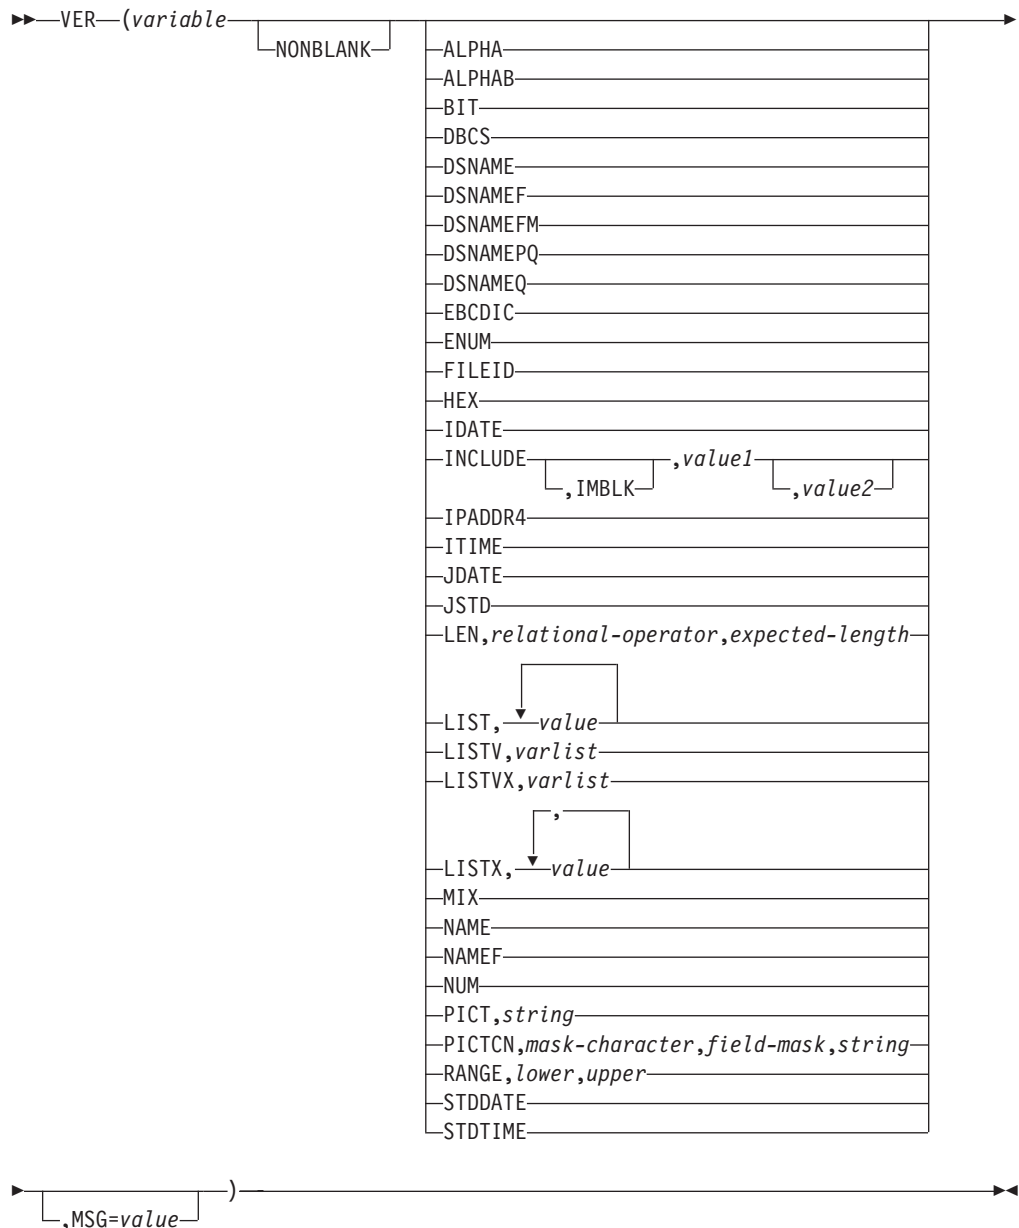 VER (variable
NONBLANK
ALPHA
ALPHAB
BIT
DBCS
DSNAME
DSNAMEF
DSNAMEFM
DSNAMEPQ
DSNAMEQ
EBCDIC
ENUM
FILEID
HEX
IDATE
INCLUDE ,value1
,IMBLK ,value2
IPADDR4
ITIME
JDATE
JSTD
LEN,relational-operator,expected-length
LIST, value
LISTV,varlist
LISTVX,varlist
,
LISTX, value
MIX
NAME
NAMEF
NUM
PICT,string
PICTCN,mask-character,field-mask,string
RANGE,lower,upper
STDDATE
STDTIME
)
,MSG=value